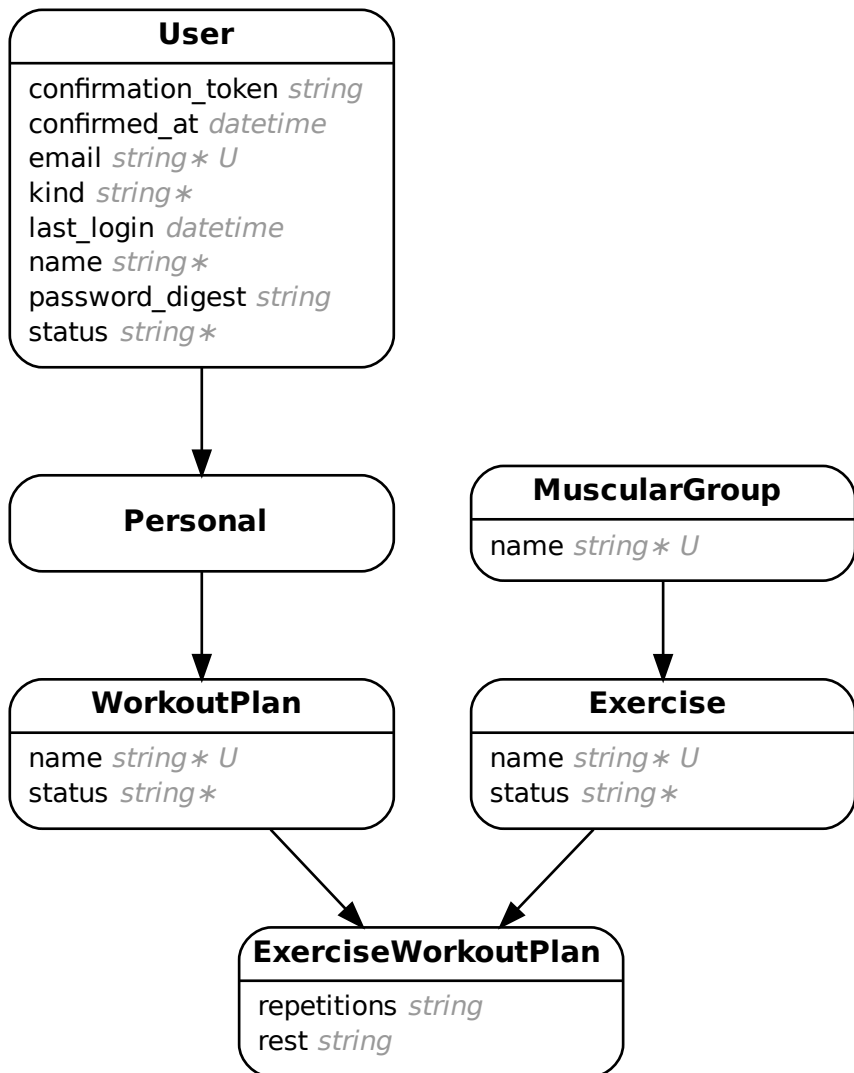 User
confirmation_token string
confirmed_at datetime
email string∗ U
kind string∗
last_login datetime
name string∗
password_digest string
status string∗
Personal
MuscularGroup
name string∗ U
WorkoutPlan
name string∗ U
status string∗
Exercise
name string∗ U
status string∗
ExerciseWorkoutPlan
repetitions string
rest string